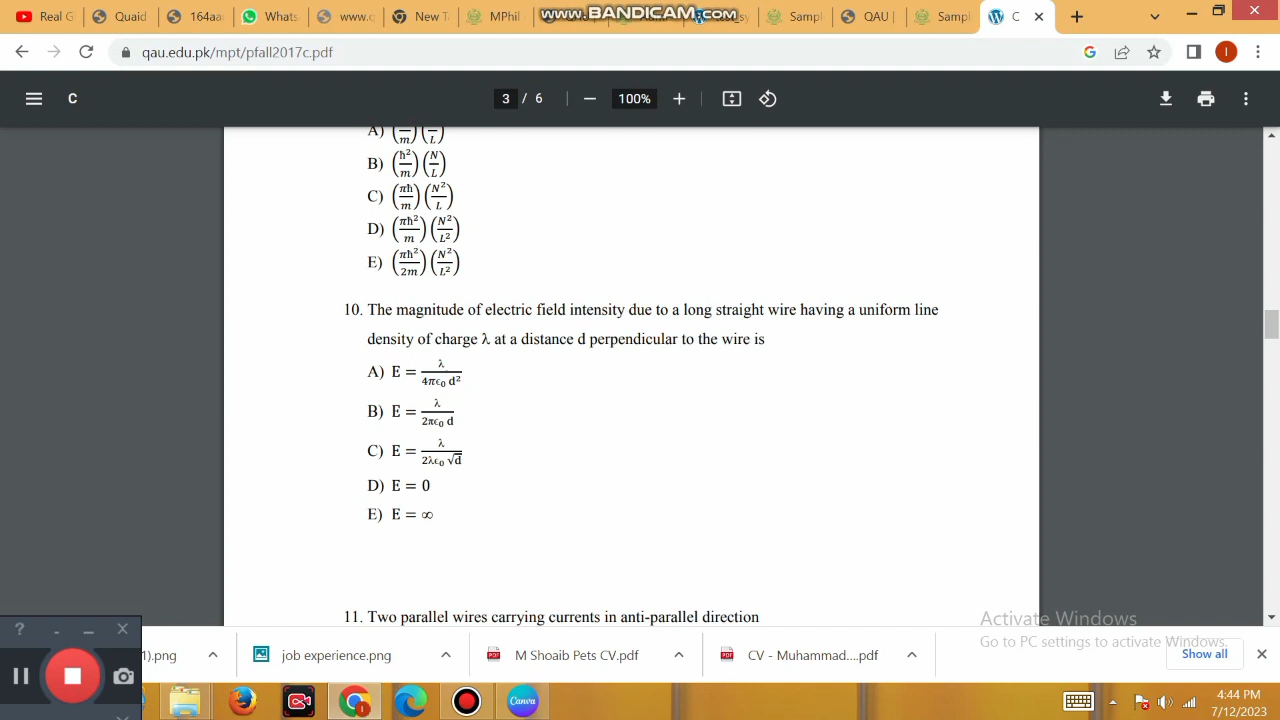 Real G
Quaid
164aa
Whats
www.q
New T
MPhil
Sampl
QAU |
Sampl
C
www.BANDICAM.com
qau.edu.pk/mpt/pfall2017c.pdf
I
C
3 / 6
100%
A) (/m)(/L)
B) (ħ²/m)(N/L)
C) (πħ/m)(N²/L)
D) (πħ²/m)(N²/L²)
E) (πħ²/2m)(N²/L²)
10. The magnitude of electric field intensity due to a long straight wire having a uniform line
density of charge λ at a distance d perpendicular to the wire is
A) E = λ/4πϵ₀ d²
B) E = λ/2πϵ₀ d
C) E = λ/2λϵ₀ √d
D) E = 0
E) E = ∞
11. Two parallel wires carrying currents in anti-parallel direction
Activate Windows
Go to PC settings to activate Windows.
1).png
job experience.png
M Shoaib Pets CV.pdf
CV - Muhammad....pdf
Show all
Canva
4:44 PM
7/12/2023